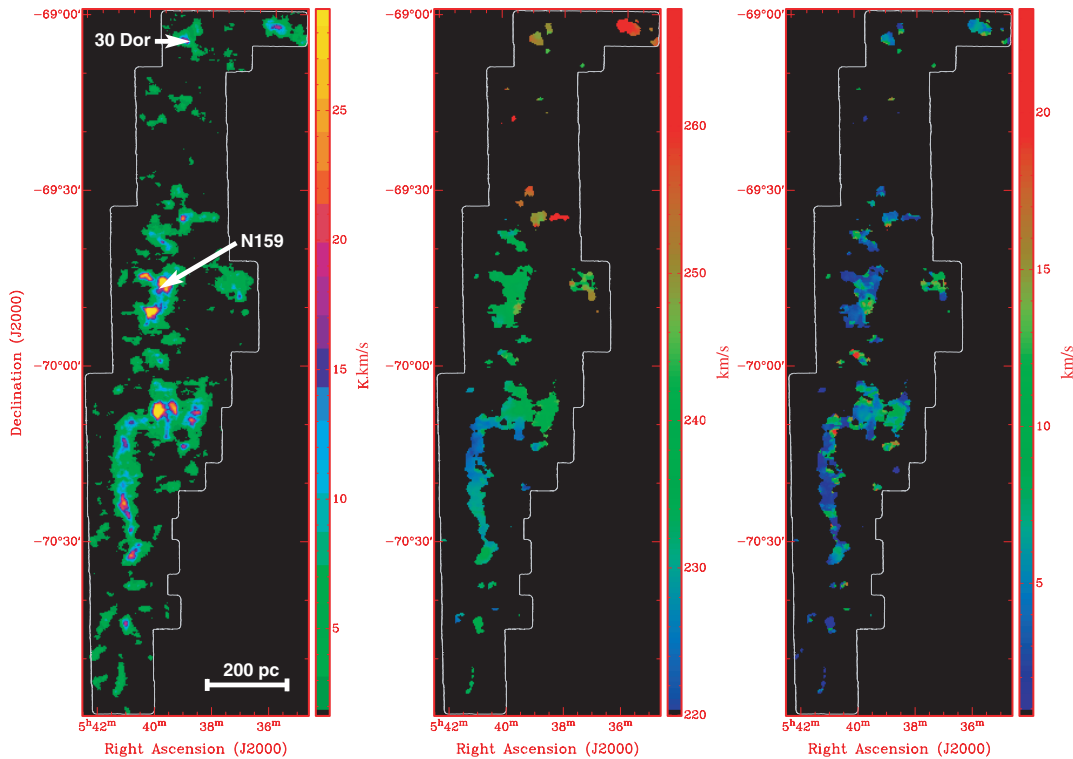 −69°00′
−69°30′
−70°00′
−70°30′
Declination (J2000)
30 Dor
N159
200 pc
5ʰ42ᵐ 40ᵐ 38ᵐ 36ᵐ
Right Ascension (J2000)
25
20
15
10
5
K.km/s
−69°00′
−69°30′
−70°00′
−70°30′
5ʰ42ᵐ 40ᵐ 38ᵐ 36ᵐ
Right Ascension (J2000)
260
250
240
230
220
km/s
−69°00′
−69°30′
−70°00′
−70°30′
5ʰ42ᵐ 40ᵐ 38ᵐ 36ᵐ
Right Ascension (J2000)
20
15
10
5
km/s